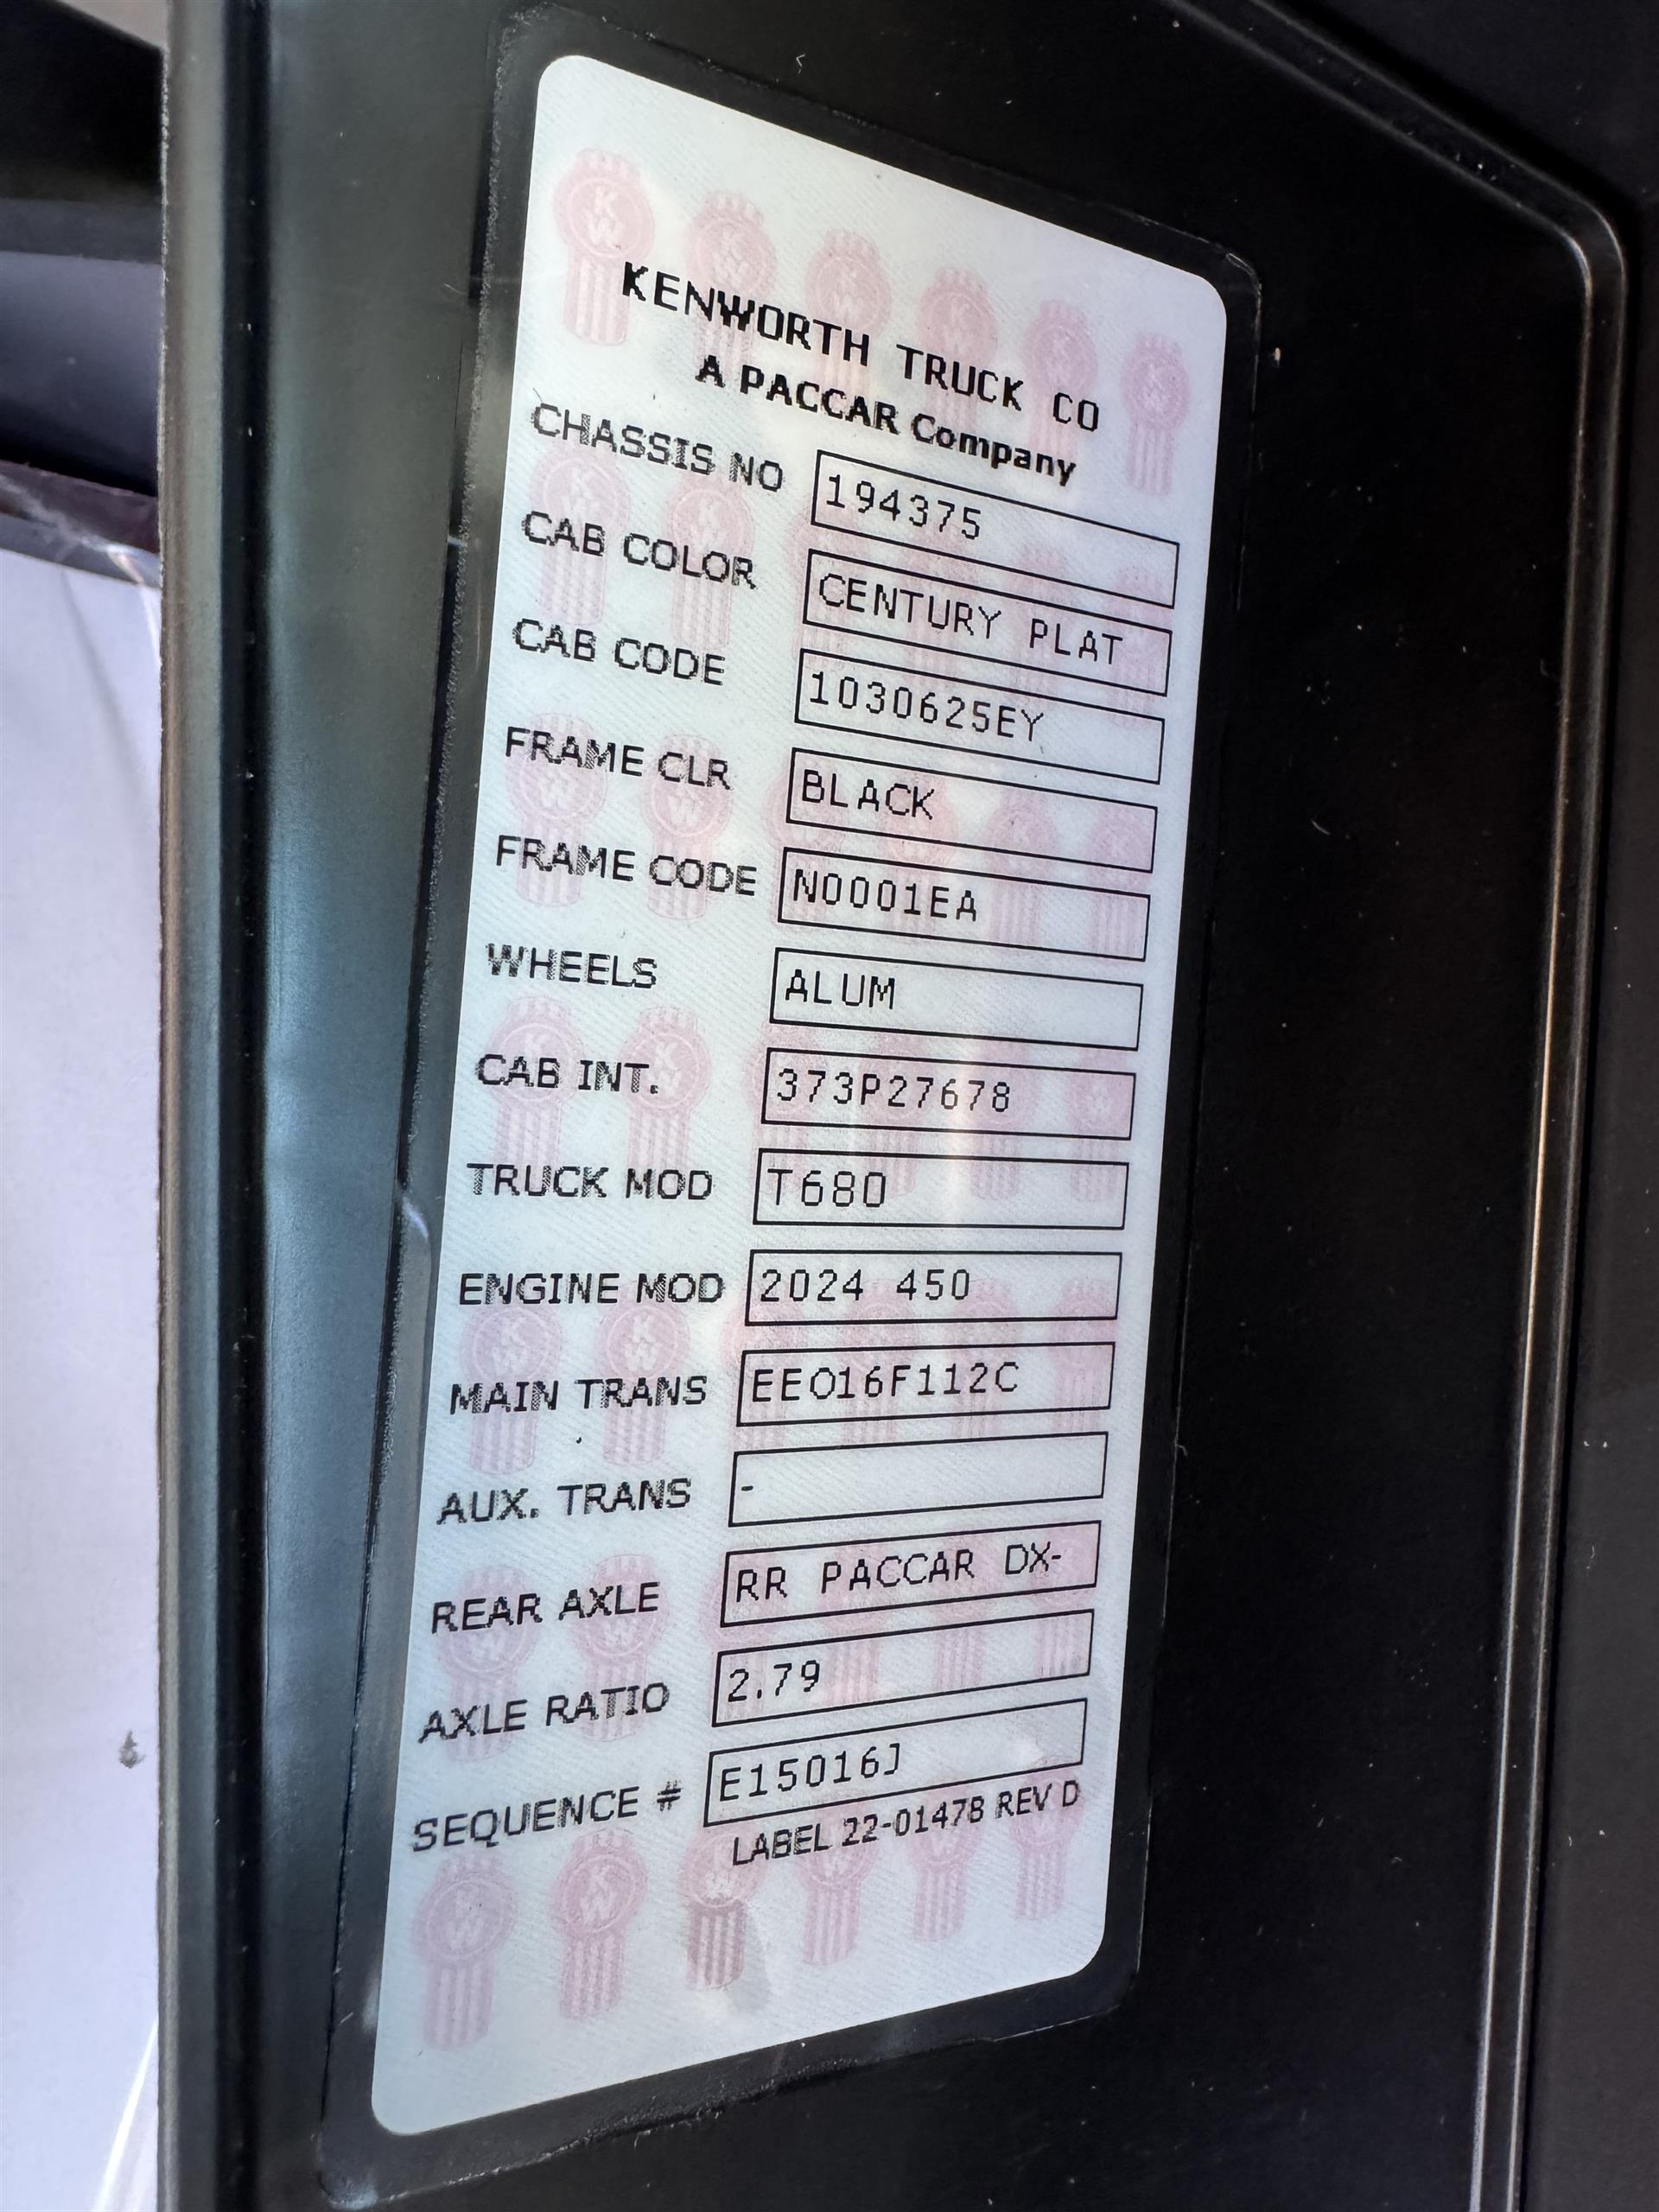 KENWORTH TRUCK CO
A PACCAR Company
CHASSIS NO 194375
CAB COLOR CENTURY PLAT
CAB CODE 1030625EY
FRAME CLR BLACK
FRAME CODE N0001EA
WHEELS ALUM
CAB INT. 373P27678
TRUCK MOD T680
ENGINE MOD 2024 450
MAIN TRANS EEO16F112C
AUX. TRANS -
REAR AXLE RR PACCAR DX-
AXLE RATIO 2.79
SEQUENCE # E15016J
LABEL 22-01478 REV D